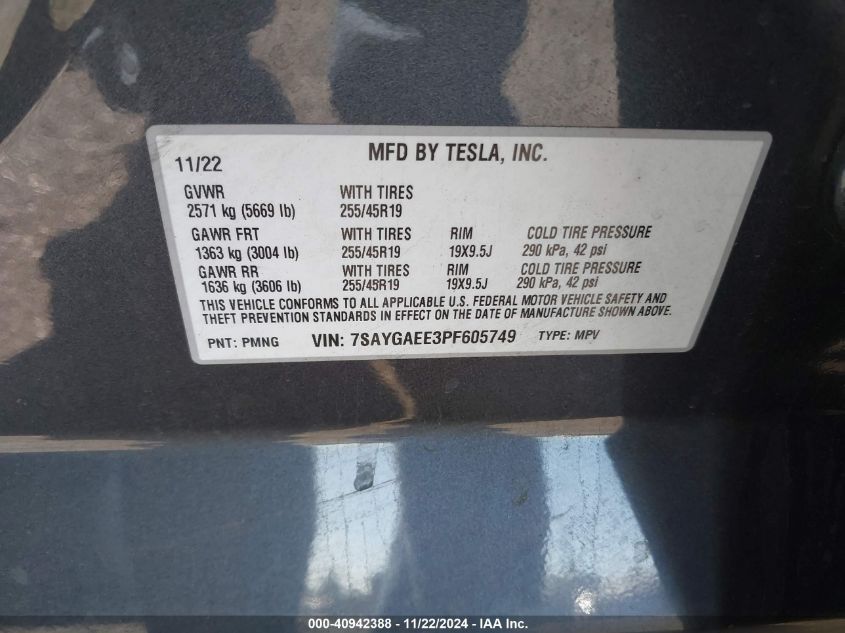 11/22 MFD BY TESLA, INC.
GVWR WITH TIRES
2571 kg (5669 lb) 255/45R19
GAWR FRT WITH TIRES RIM COLD TIRE PRESSURE
1363 kg (3004 lb) 255/45R19 19X9.5J 290 kPa, 42 psi
GAWR RR WITH TIRES RIM COLD TIRE PRESSURE
1636 kg (3606 lb) 255/45R19 19X9.5J 290 kPa, 42 psi
THIS VEHICLE CONFORMS TO ALL APPLICABLE U.S. FEDERAL MOTOR VEHICLE SAFETY AND
THEFT PREVENTION STANDARDS IN EFFECT ON THE DATE OF MANUFACTURE SHOWN ABOVE.
PNT: PMNG VIN: 7SAYGAEE3PF605749 TYPE: MPV
000-40942388 - 11/22/2024 - IAA Inc.